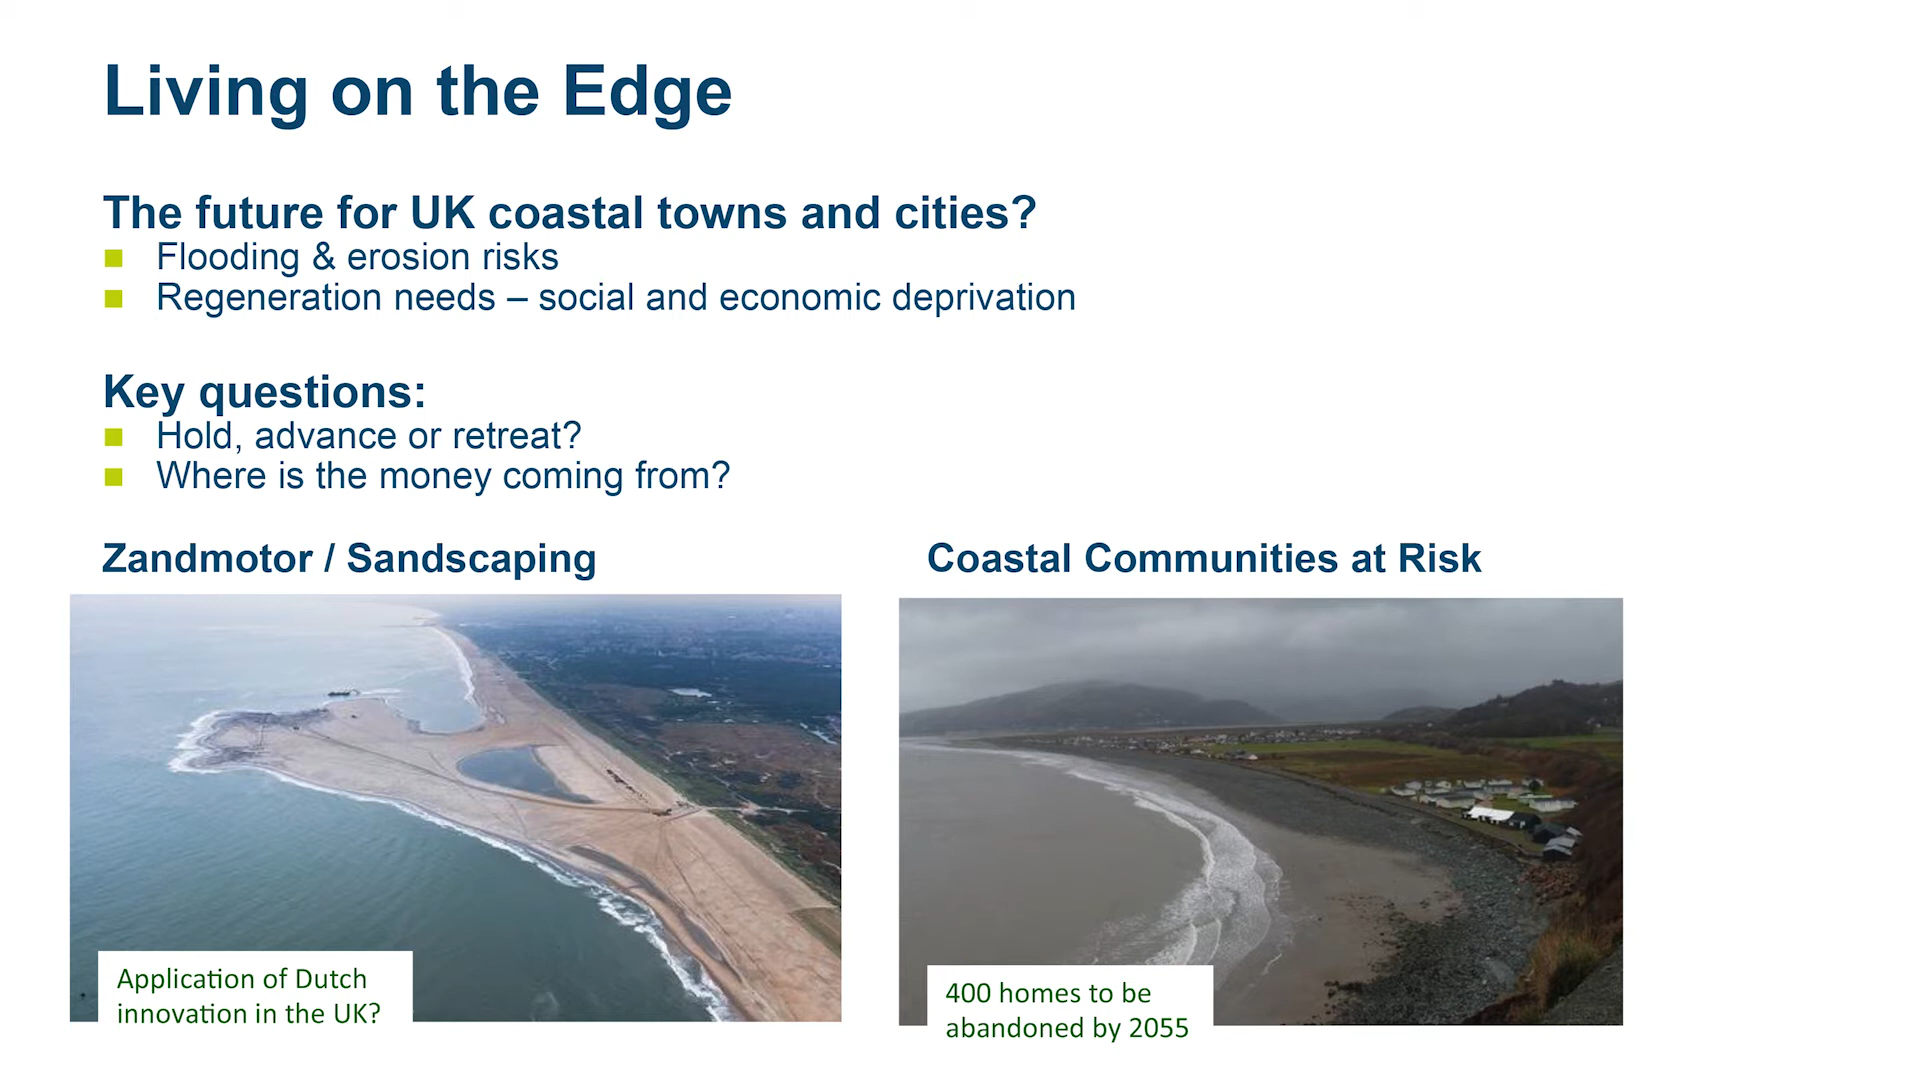 Living on the Edge
The future for UK coastal towns and cities?
Flooding & erosion risks
Regeneration needs – social and economic deprivation
Key questions:
Hold, advance or retreat?
Where is the money coming from?
Zandmotor / Sandscaping
Coastal Communities at Risk
Application of Dutch
innovation in the UK?
400 homes to be
abandoned by 2055